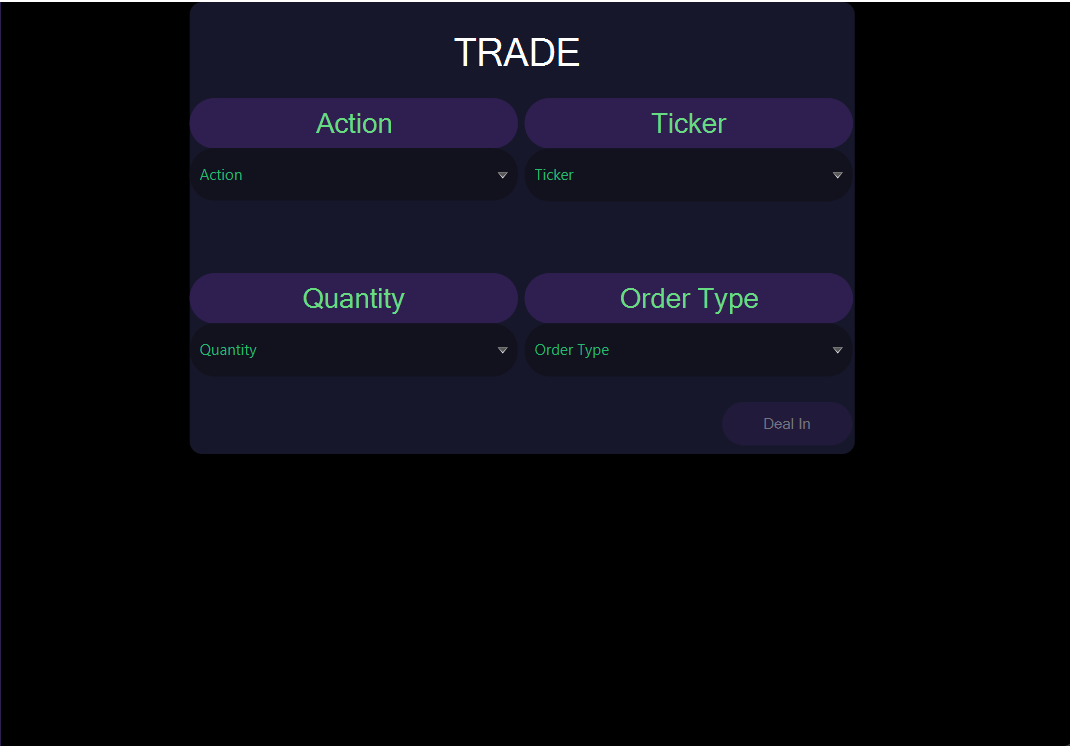 TRADE
Action
Ticker
Action
Ticker
Quantity
Order Type
Quantity
Order Type
Deal In